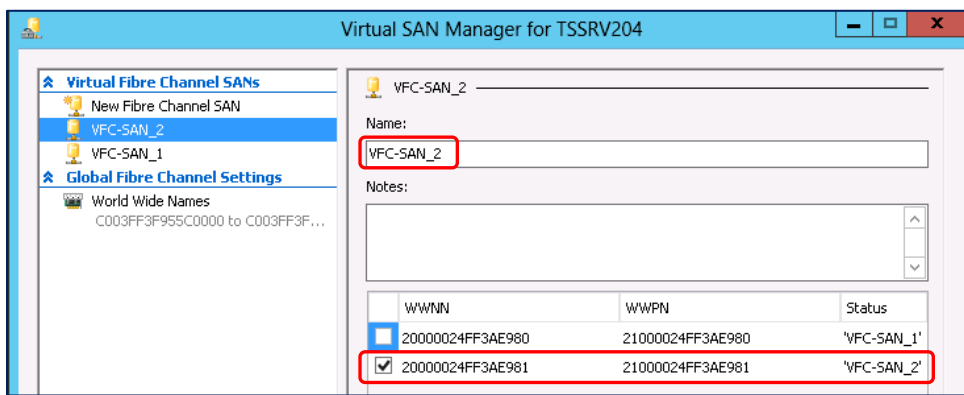 Virtual SAN Manager for TSSRV204
Virtual Fibre Channel SANs
New Fibre Channel SAN
VFC-SAN_2
VFC-SAN_1
Global Fibre Channel Settings
World Wide Names
C003FF3F955C0000 to C003FF3F...
VFC-SAN_2
Name:
VFC-SAN_2
Notes:
WWNN WWPN Status
20000024FF3AE980 21000024FF3AE980 'VFC-SAN_1'
20000024FF3AE981 21000024FF3AE981 'VFC-SAN_2'